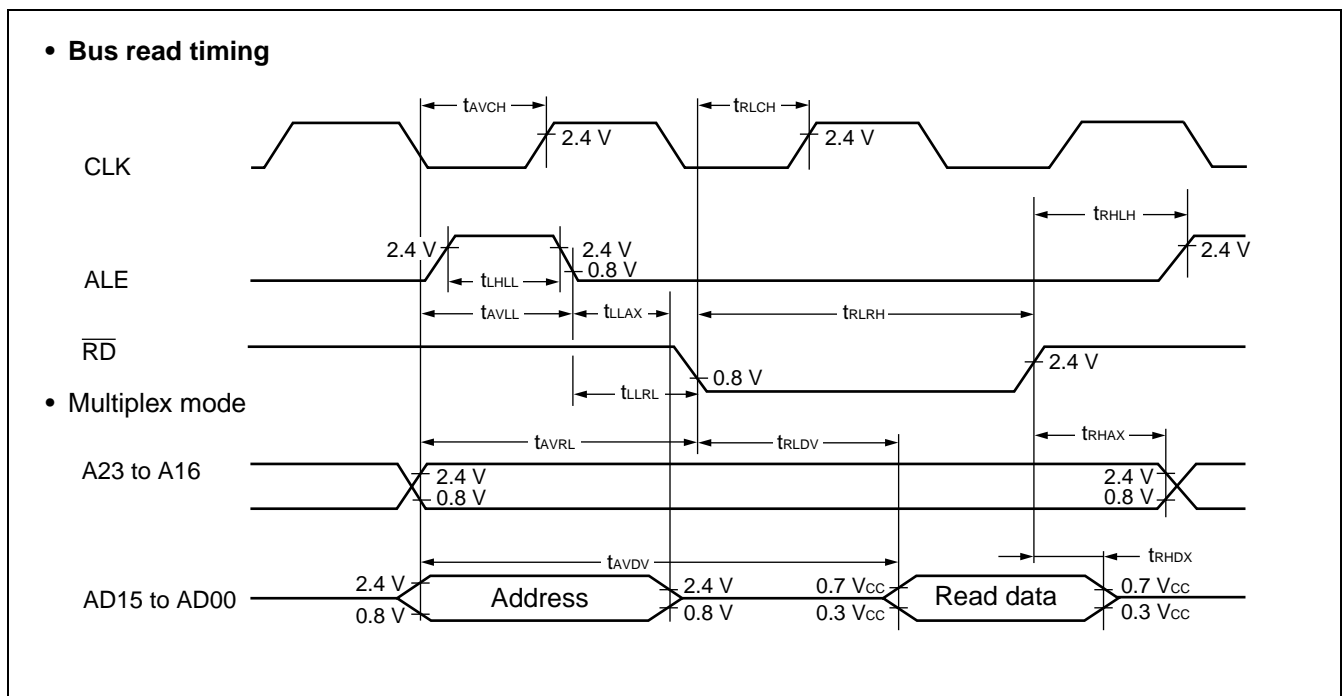 • Bus read timing
tAVCH
tRLCH
2.4 V
2.4 V
CLK
tRHLH
2.4 V
2.4 V
2.4 V
0.8 V
ALE
tLHLL
tAVLL
tLLAX
tRLRH
RD
2.4 V
0.8 V
tLLRL
• Multiplex mode
tAVRL
tRLDV
tRHAX
A23 to A16
2.4 V
0.8 V
2.4 V
0.8 V
tAVDV
tRHDX
AD15 to AD00
2.4 V
0.8 V
Address
2.4 V
0.8 V
0.7 VCC
0.3 VCC
Read data
0.7 VCC
0.3 VCC